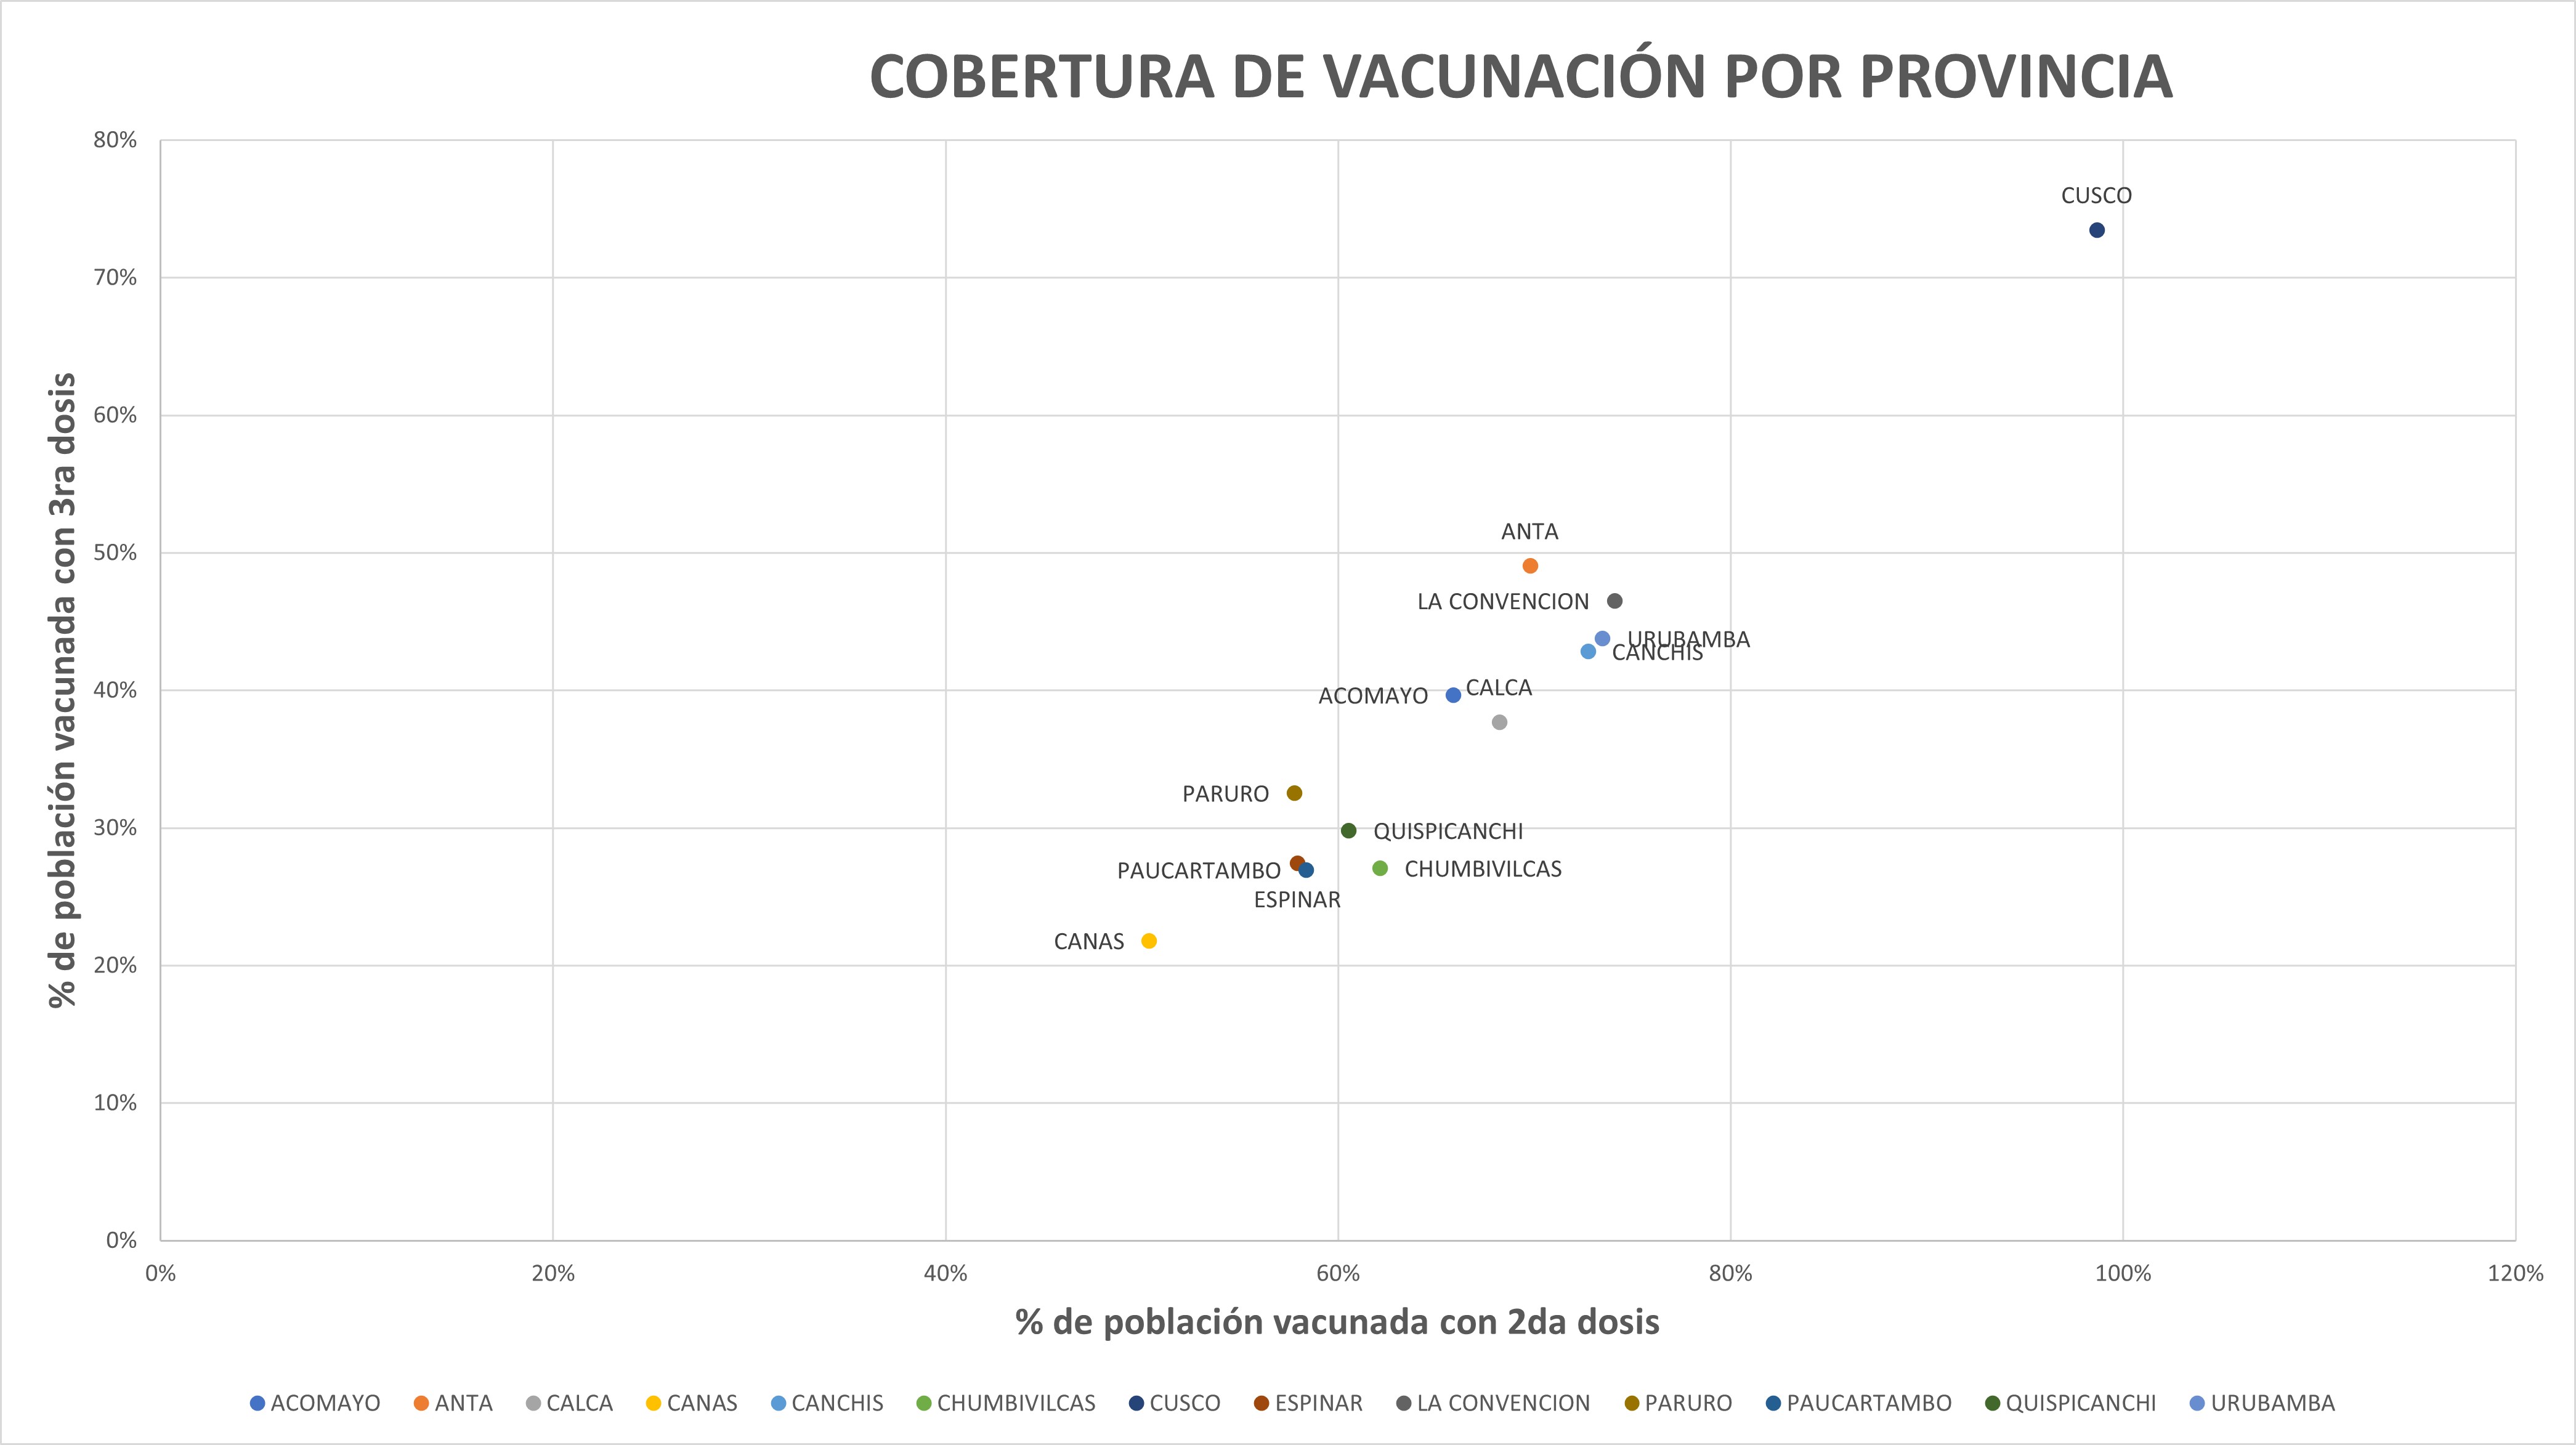 COBERTURA DE VACUNACIÓN POR PROVINCIA
80%
CUSCO
70%
60%
ANTA
50%
LA CONVENCION
URUBAMBA
CANCHIS
CALCA
40%
ACOMAYO
PARURO
30%
QUISPICANCHI
CHUMBIVILCAS
PAUCARTAMBO
ESPINAR
CANAS
20%
10%
0%
% de población vacunada con 3ra dosis
0% 20% 40% 60% 80% 100% 120%
% de población vacunada con 2da dosis
ACOMAYO ANTA CALCA CANAS CANCHIS CHUMBIVILCAS CUSCO ESPINAR LA CONVENCION PARURO PAUCARTAMBO QUISPICANCHI URUBAMBA